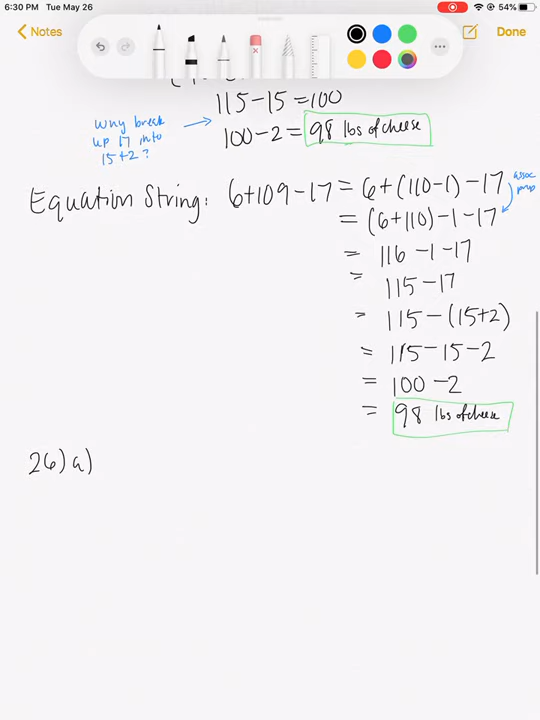 6:30 PM Tue May 26
54%
Notes
Done
115-15=100
100-2= 98 lbs of cheese
Why break
up 17 into
15+2?
Equation String: 6+109-17 = 6+(110-1)-17
assoc
prop
= (6+110)-1-17
= 116-1-17
= 115-17
= 115-(15+2)
= 115-15-2
= 100-2
= 98 lbs of cheese
26) a)